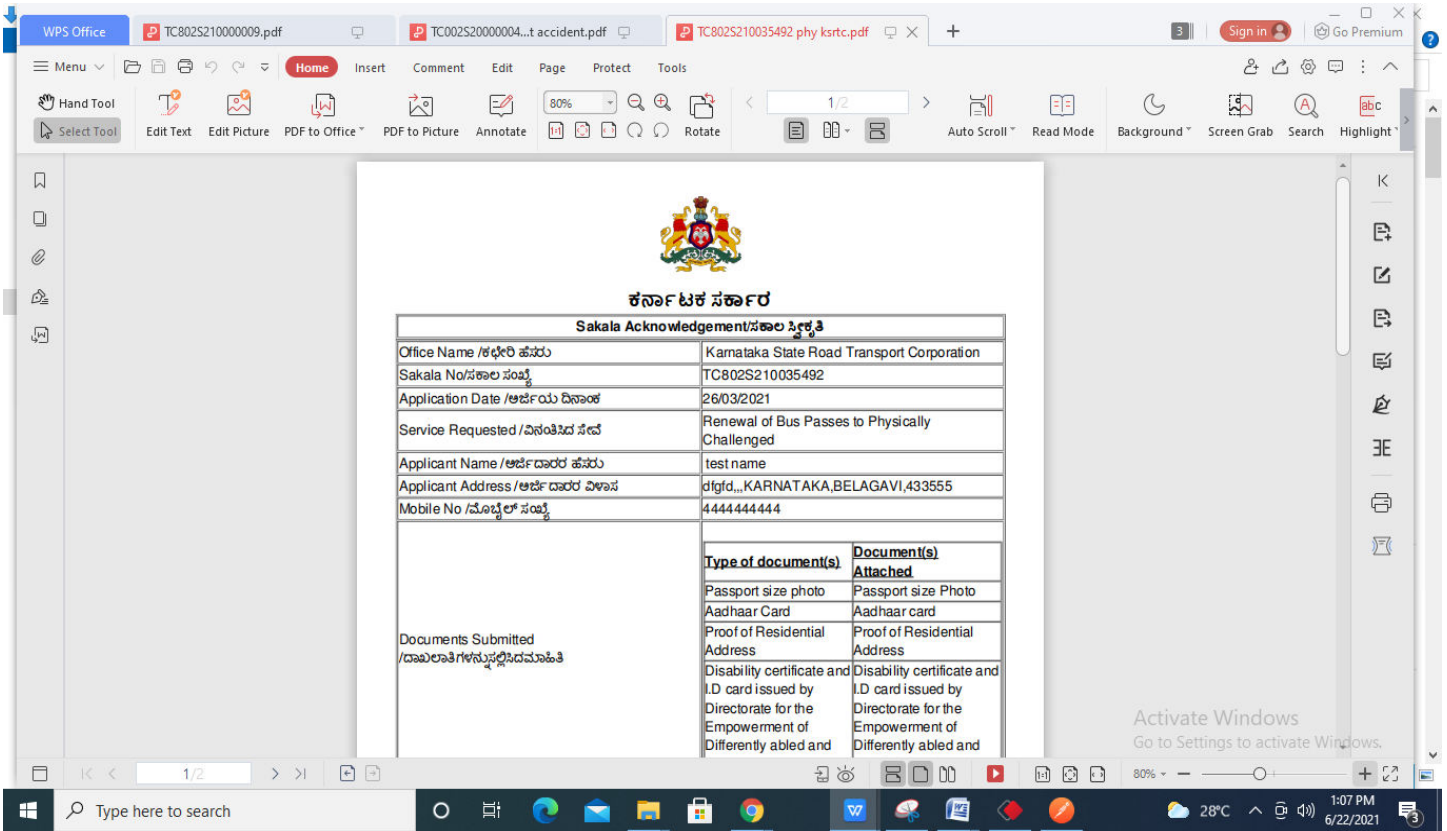 WPS Office
TC802S210000009.pdf
TC002S20000004...t accident.pdf
TC802S210035492 phy ksrtc.pdf
3
Sign in
Go Premium
Menu
Home
Insert
Comment
Edit
Page
Protect
Tools
Hand Tool
Select Tool
Edit Text
Edit Picture
PDF to Office
PDF to Picture
Annotate
80%
Rotate
1/2
Auto Scroll
Read Mode
Background
Screen Grab
Search
Highlight
ಕರ್ನಾಟಕ ಸರ್ಕಾರ
Sakala Acknowledgement/ಸಕಾಲ ಸ್ವೀಕೃತಿ
Office Name /ಕಛೇರಿ ಹೆಸರು Karnataka State Road Transport Corporation
Sakala No/ಸಕಾಲ ಸಂಖ್ಯೆ TC802S210035492
Application Date /ಅರ್ಜಿಯ ದಿನಾಂಕ 26/03/2021
Service Requested /ವಿನಂತಿಸಿದ ಸೇವೆ Renewal of Bus Passes to Physically
Challenged
Applicant Name /ಅರ್ಜಿದಾರರ ಹೆಸರು test name
Applicant Address /ಅರ್ಜಿದಾರರ ವಿಳಾಸ dfgfd,,,KARNATAKA,BELAGAVI,433555
Mobile No /ಮೊಬೈಲ್ ಸಂಖ್ಯೆ 4444444444
Documents Submitted
/ದಾಖಲಾತಿಗಳನ್ನುಸಲ್ಲಿಸಿದಮಾಹಿತಿ
Type of document(s) Document(s)
Attached
Passport size photo Passport size Photo
Aadhaar Card Aadhaar card
Proof of Residential Proof of Residential
Address Address
Disability certificate and Disability certificate and
I.D card issued by I.D card issued by
Directorate for the Directorate for the
Empowerment of Empowerment of
Differently abled and Differently abled and
Activate Windows
Go to Settings to activate Windows.
1/2
80%
Type here to search
28°C
1:07 PM
6/22/2021
3